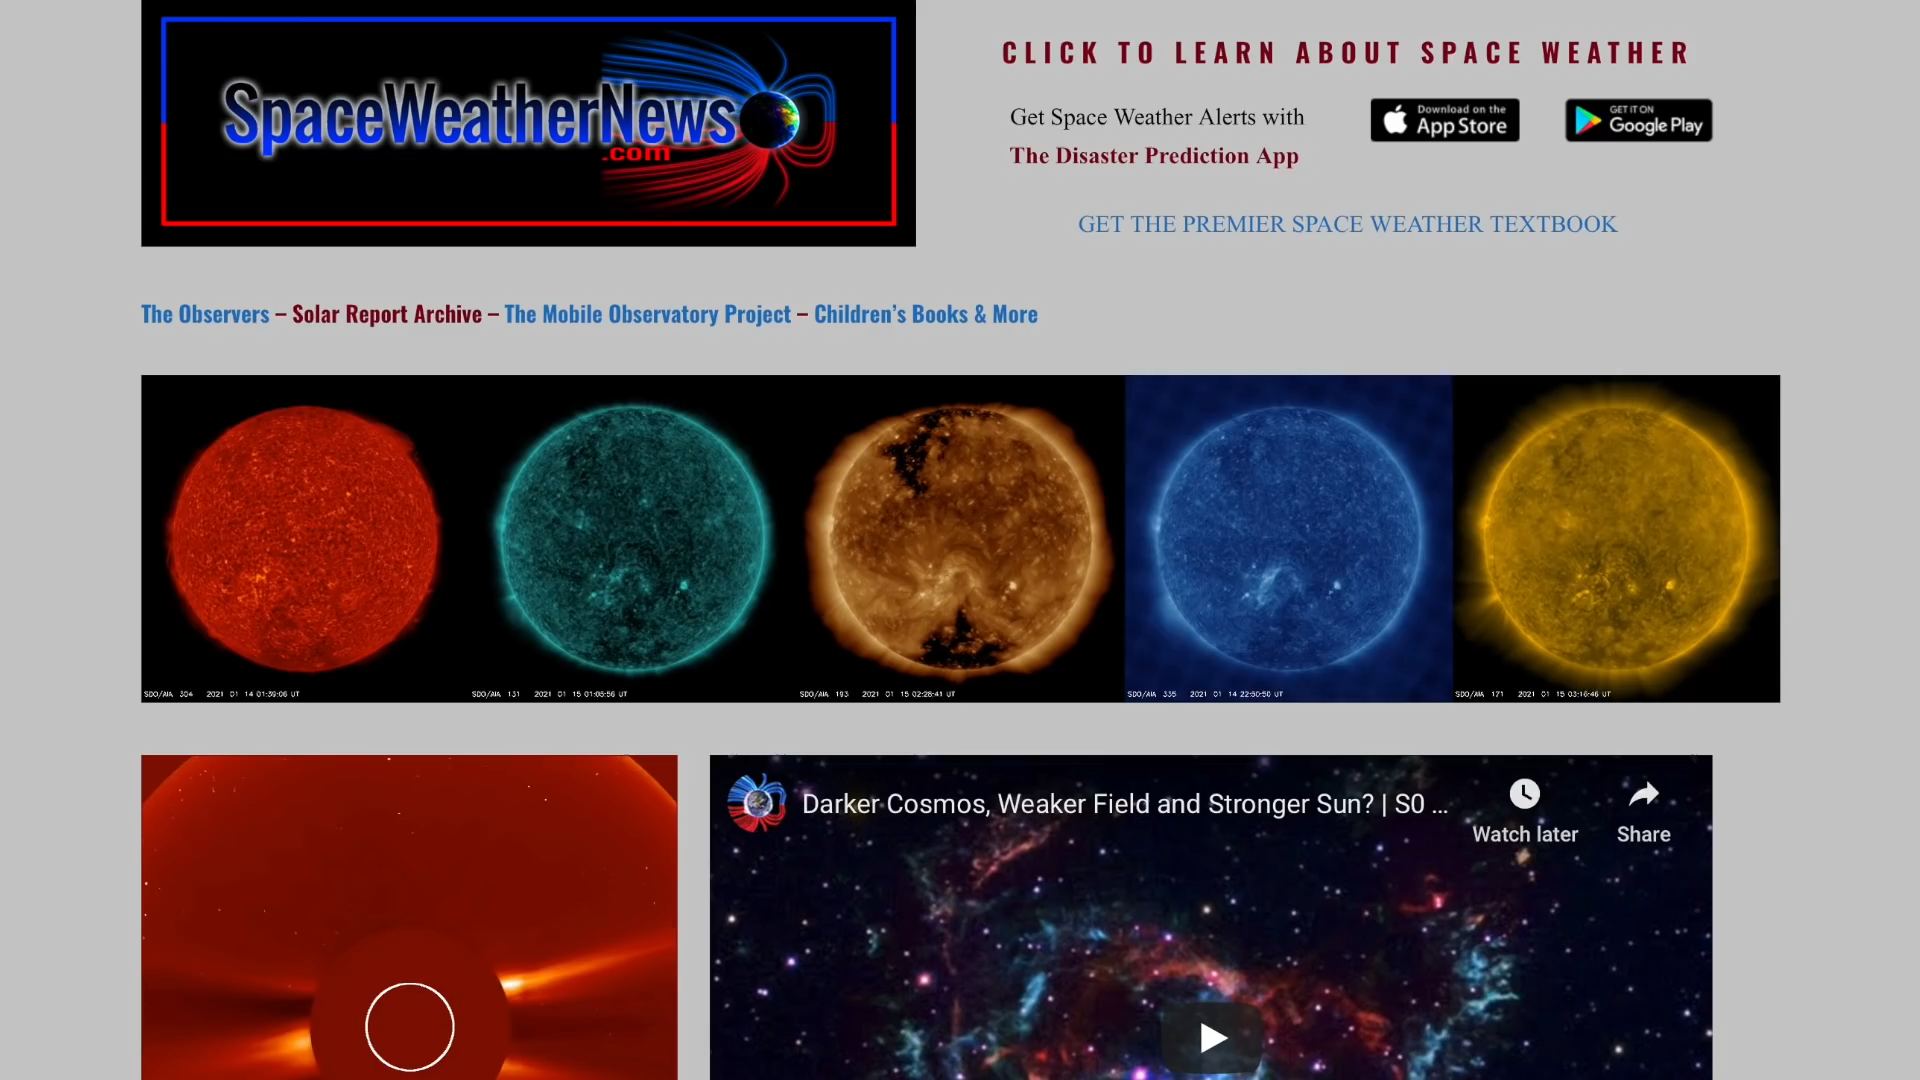 SpaceWeatherNews
.com
CLICK TO LEARN ABOUT SPACE WEATHER
Get Space Weather Alerts with
The Disaster Prediction App
Download on the
App Store
GET IT ON
Google Play
GET THE PREMIER SPACE WEATHER TEXTBOOK
The Observers – Solar Report Archive – The Mobile Observatory Project – Children’s Books & More
SDO/AIA 304 2021 01 14 01:39:06 UT
SDO/AIA 131 2021 01 15 01:05:56 UT
SDO/AIA 193 2021 01 15 02:28:41 UT
SDO/AIA 335 2021 01 14 22:50:50 UT
SDO/AIA 171 2021 01 15 03:16:46 UT
Darker Cosmos, Weaker Field and Stronger Sun? | S0 ...
Watch later
Share